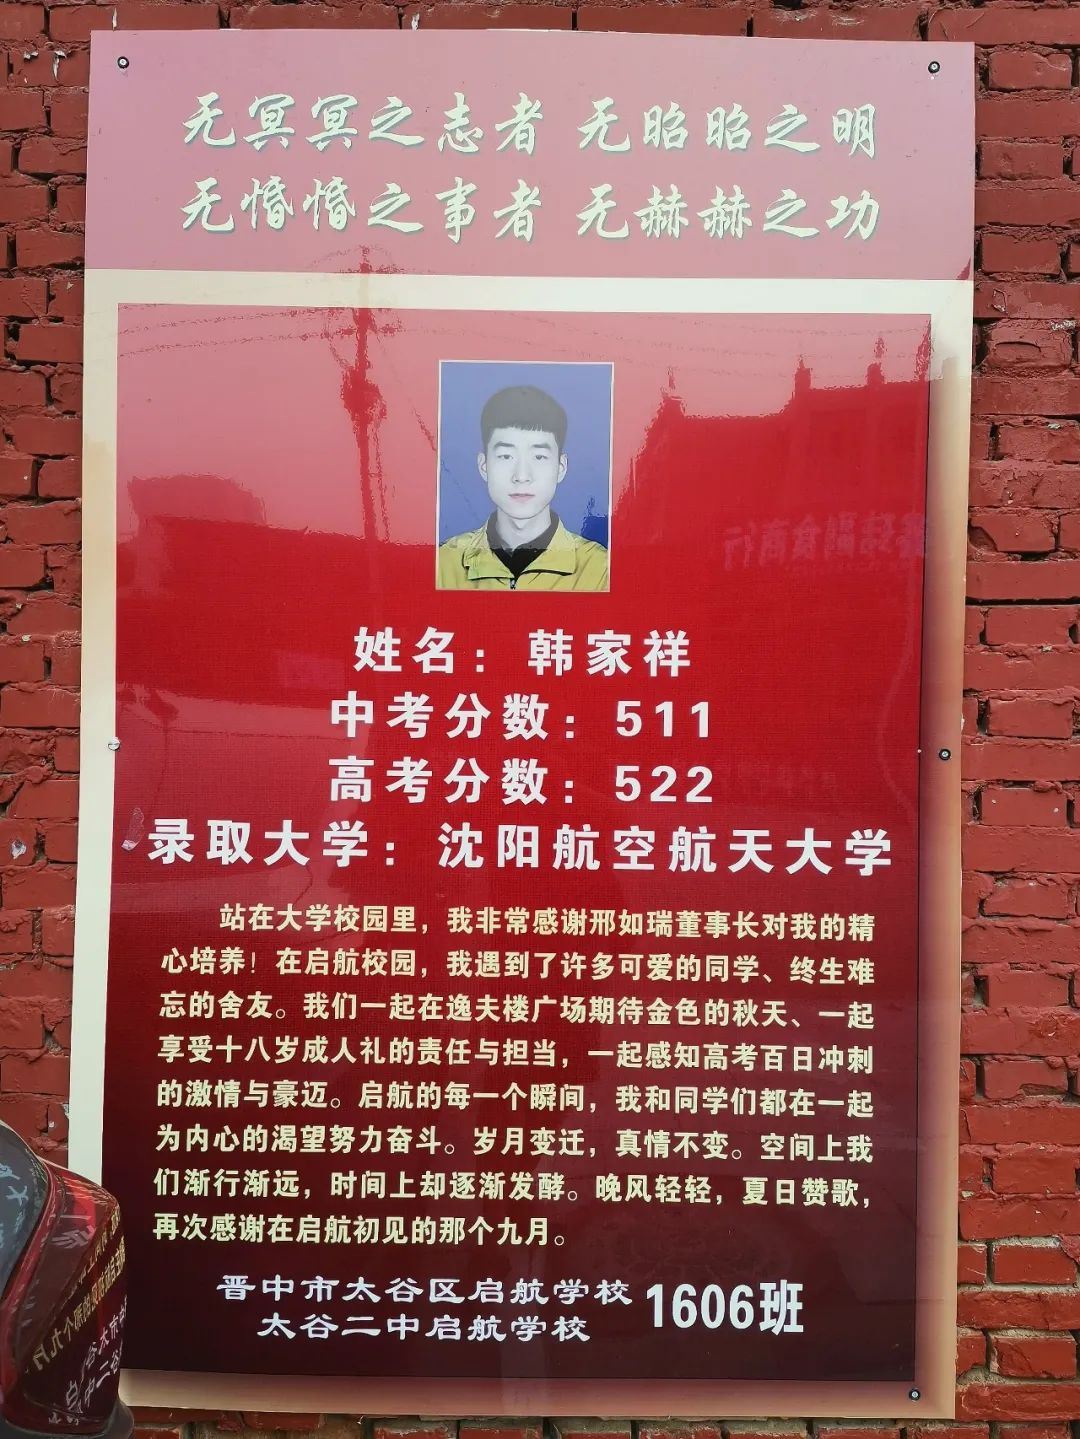 无冥冥之志者 无昭昭之明
无惛惛之事者 无赫赫之功
姓名：韩家祥
中考分数：511
高考分数：522
录取大学：沈阳航空航天大学
站在大学校园里，我非常感谢邢如瑞董事长对我的精
心培养！在启航校园，我遇到了许多可爱的同学、终生难
忘的舍友。我们一起在逸夫楼广场期待金色的秋天、一起
享受十八岁成人礼的责任与担当，一起感知高考百日冲刺
的激情与豪迈。启航的每一个瞬间，我和同学们都在一起
为内心的渴望努力奋斗。岁月变迁，真情不变。空间上我
们渐行渐远，时间上却逐渐发酵。晚风轻轻，夏日赞歌，
再次感谢在启航初见的那个九月。
晋中市太谷区启航学校
太谷二中启航学校
1606班